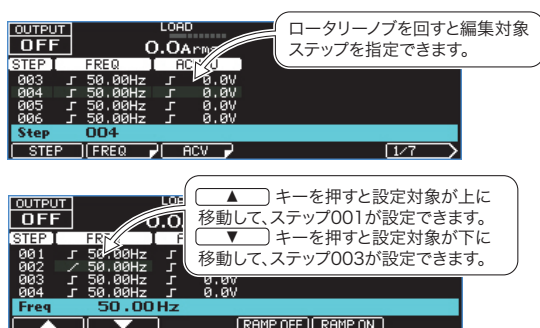 OUTPUT LOAD
OFF 0.0Arms
ロータリーノブを回すと編集対象
ステップを指定できます。
STEP FREQ
003 50.00Hz 0.0V
004 50.00Hz 0.0V
005 50.00Hz 0.0V
006 50.00Hz 0.0V
Step 004
STEP FREQ ACV 1/7
OUTPUT
OFF
▲ キーを押すと設定対象が上に
移動して、ステップ001が設定できます。
▼ キーを押すと設定対象が下に
移動して、ステップ003が設定できます。
STEP
001 50.00Hz
002 50.00Hz
003 50.00Hz 0.0V
004 50.00Hz 0.0V
Freq 50.00Hz
▲ ▼ RAMP OFF RAMP ON